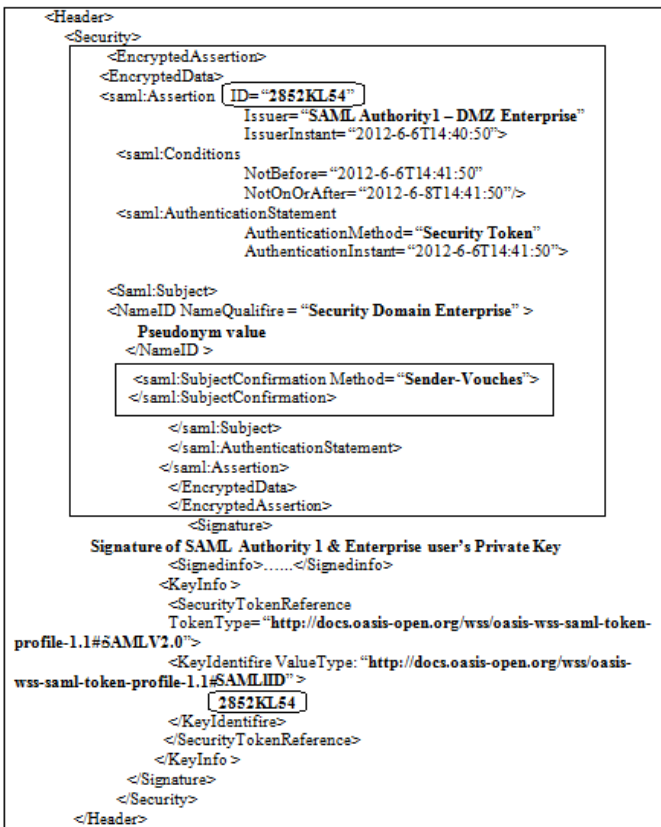 <Header>
<Security>
<EncryptedAssertion>
<EncryptedData>
<saml:Assertion ID="2852KL54"
Issuer="SAML Authority1 – DMZ Enterprise"
IssuerInstant="2012-6-6T14:40:50">
<saml:Conditions
NotBefore="2012-6-6T14:41:50"
NotOnOrAfter="2012-6-8T14:41:50"/>
<saml:AuthenticationStatement
AuthenticationMethod="Security Token"
AuthenticationInstant="2012-6-6T14:41:50">
<Saml:Subject>
<NameID NameQualifire = "Security Domain Enterprise" >
Pseudonym value
</NameID >
<saml:SubjectConfirmation Method="Sender-Vouches">
</saml:SubjectConfirmation>
</saml:Subject>
</saml:AuthenticationStatement>
</saml:Assertion>
</EncryptedData>
</EncryptedAssertion>
<Signature>
Signature of SAML Authority 1 & Enterprise user's Private Key
<Signedinfo>......</Signedinfo>
<KeyInfo >
<SecurityTokenReference
TokenType="http://docs.oasis-open.org/wss/oasis-wss-saml-token-
profile-1.1#SAMLV2.0">
<KeyIdentifire ValueType: "http://docs.oasis-open.org/wss/oasis-
wss-saml-token-profile-1.1#SAMLIID" >
2852KL54
</KeyIdentifire>
</SecurityTokenReference>
</KeyInfo >
</Signature>
</Security>
</Header>